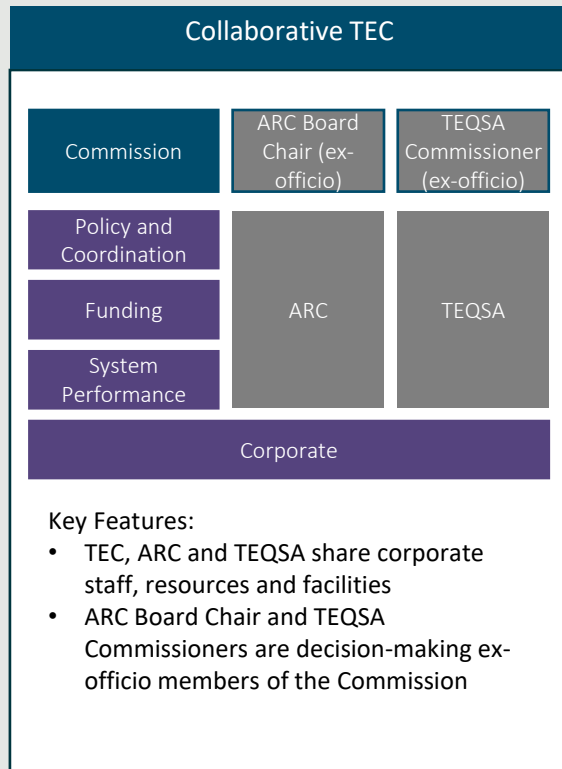 Collaborative TEC
Commission
ARC Board
Chair (ex-
officio)
TEQSA
Commissioner
(ex-officio)
Policy and
Coordination
Funding
System
Performance
ARC
TEQSA
Corporate
Key Features:
• TEC, ARC and TEQSA share corporate
staff, resources and facilities
• ARC Board Chair and TEQSA
Commissioners are decision-making ex-
officio members of the Commission